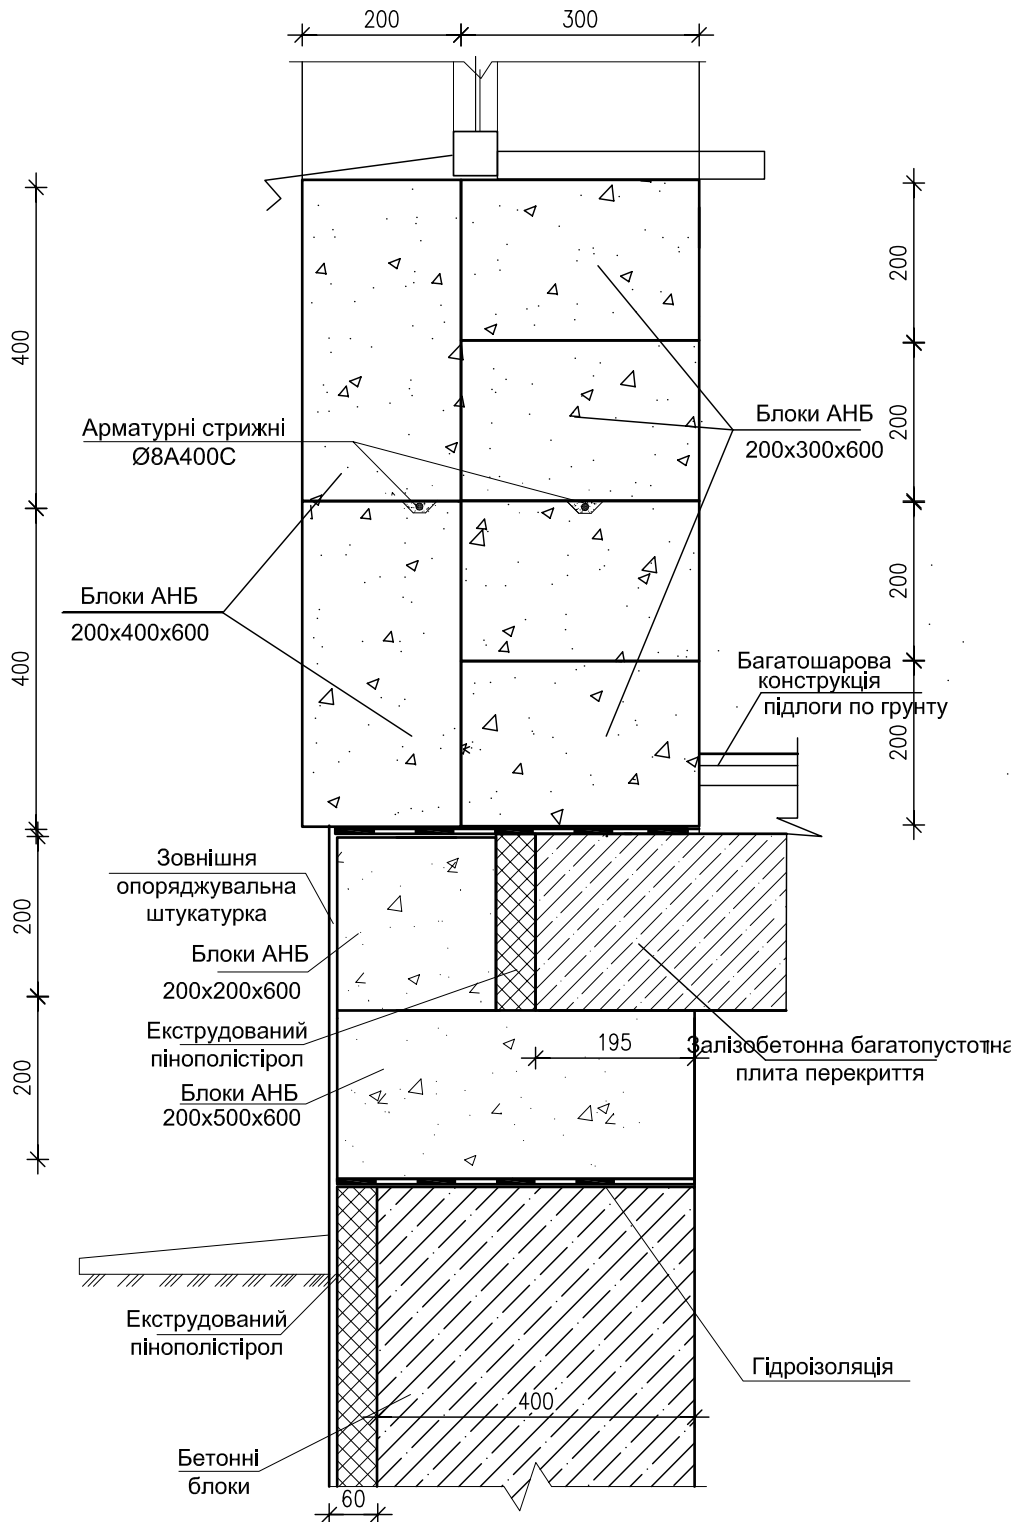 200
300
400
200
Арматурні стрижні
Ø8А400С
Блоки АНБ
200х300х600
200
Блоки АНБ
200х400х600
200
400
Багатошарова
конструкція
підлоги по грунту
200
Зовнішня
опоряджувальна
штукатурка
200
Блоки АНБ
200х200х600
Екструдований
пінополістірол
195
Залізобетонна багатопустотна
плита перекриття
200
Блоки АНБ
200х500х600
Екструдований
пінополістірол
Гідроізоляція
400
Бетонні
блоки
60